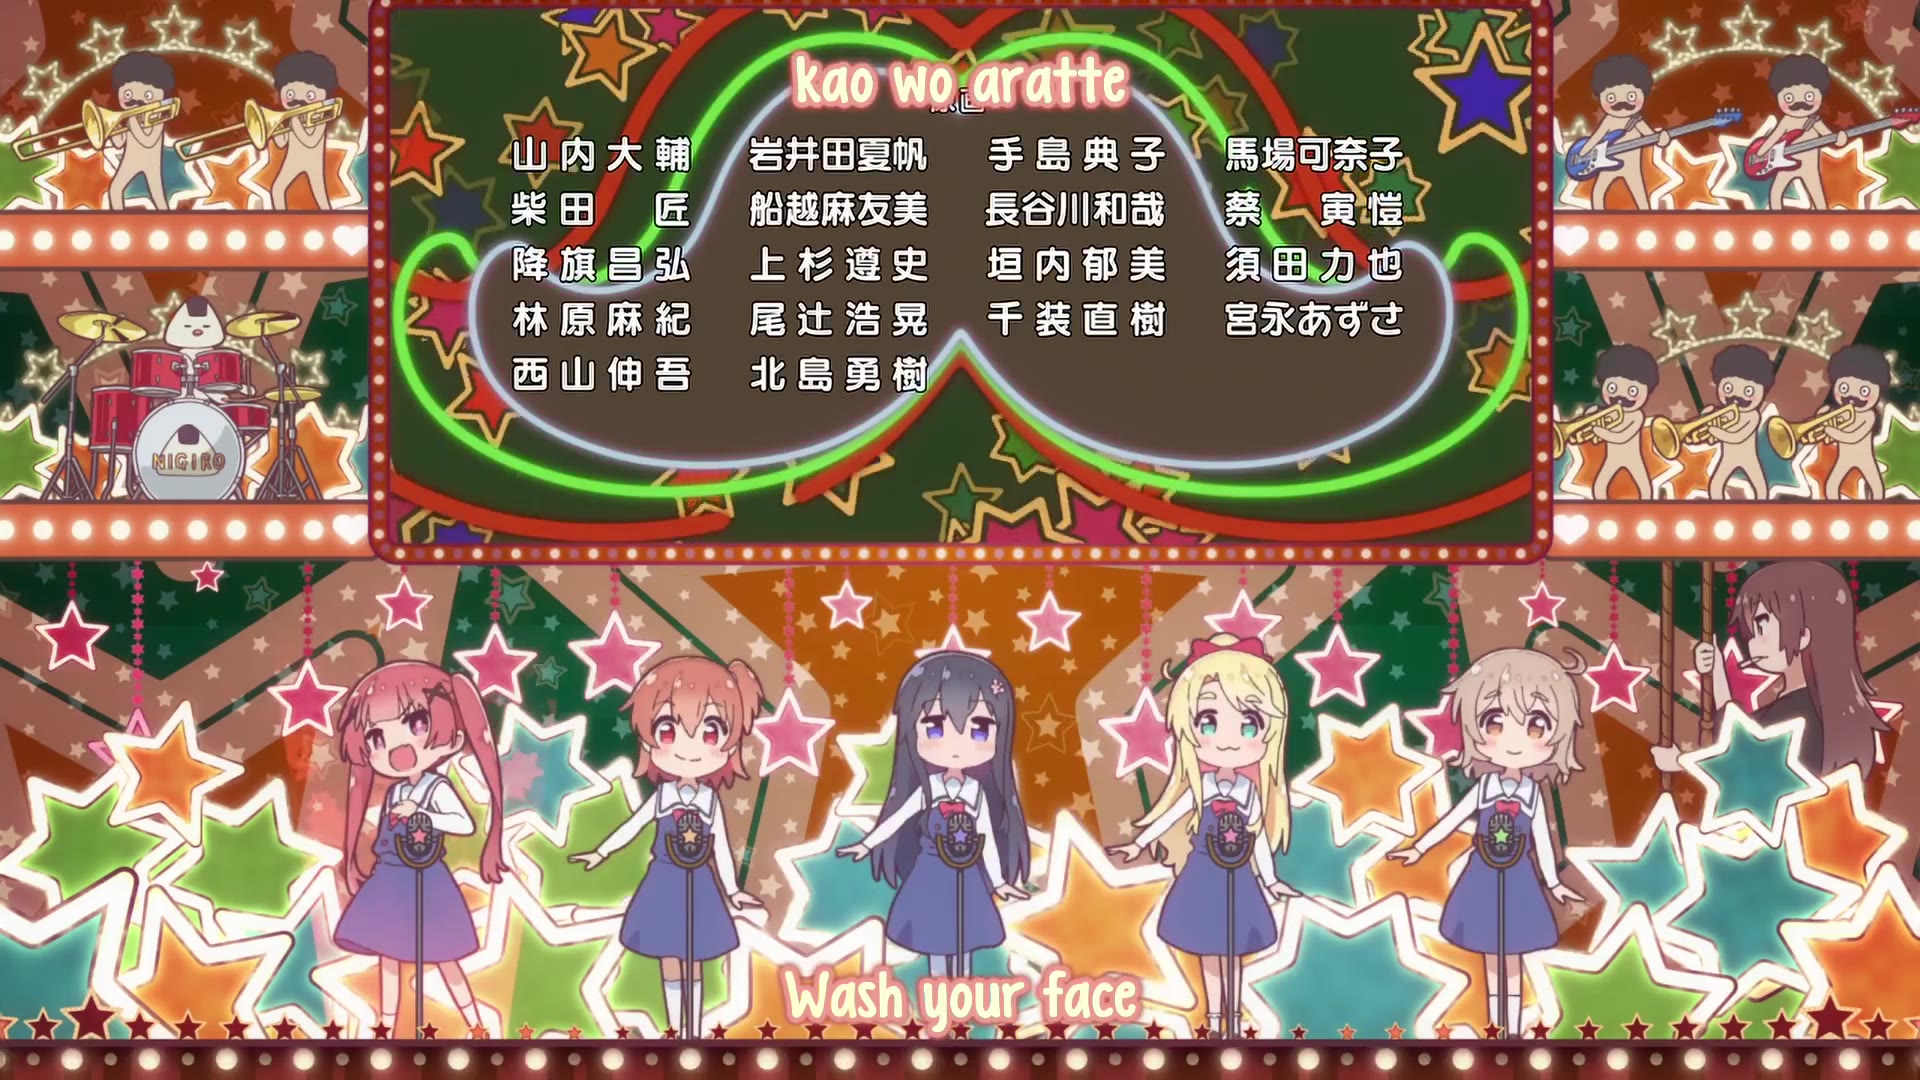 kao wo aratte
原画
山内大輔 岩井田夏帆 手島典子 馬場可奈子
柴田 匠 船越麻友美 長谷川和哉 蔡 寅愷
降旗昌弘 上杉遵史 垣内郁美 須田力也
林原麻紀 尾辻浩晃 千装直樹 宮永あずさ
西山伸吾 北島勇樹
NIGIRO
Wash your face